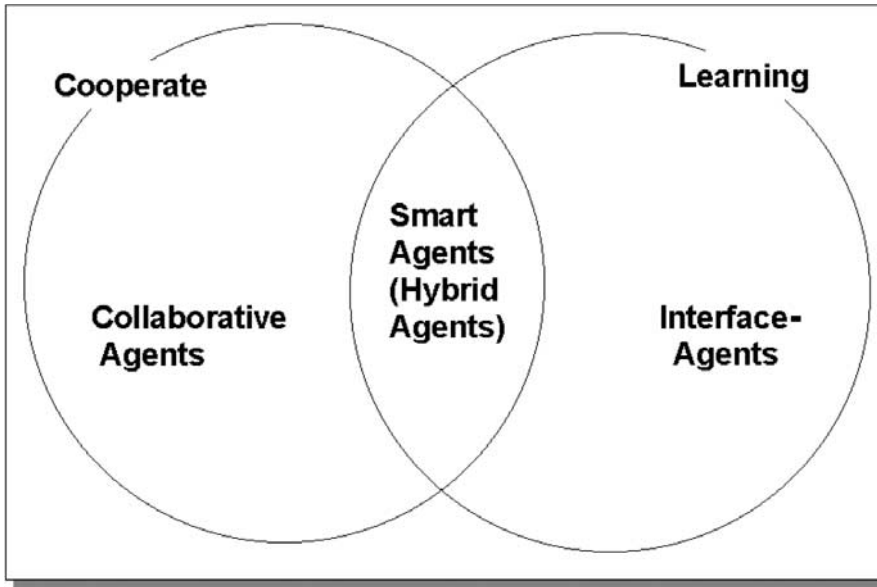 Cooperate
Learning
Smart
Agents
(Hybrid
Agents)
Collaborative
Agents
Interface-
Agents